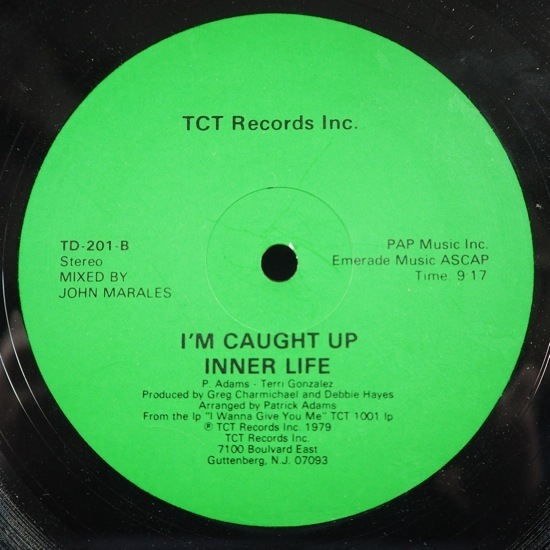 TCT Records Inc.
TD-201-B
Stereo
MIXED BY
JOHN MARALES
PAP Music Inc.
Emerade Music ASCAP
Time: 9:17
I'M CAUGHT UP
INNER LIFE
P. Adams - Terri Gonzalez
Produced by Greg Charmichael and Debbie Hayes
Arranged by Patrick Adams
From the lp "I Wanna Give You Me" TCT 1001 lp
℗ TCT Records Inc. 1979
TCT Records Inc.
7100 Boulvard East
Guttenberg, N.J. 07093